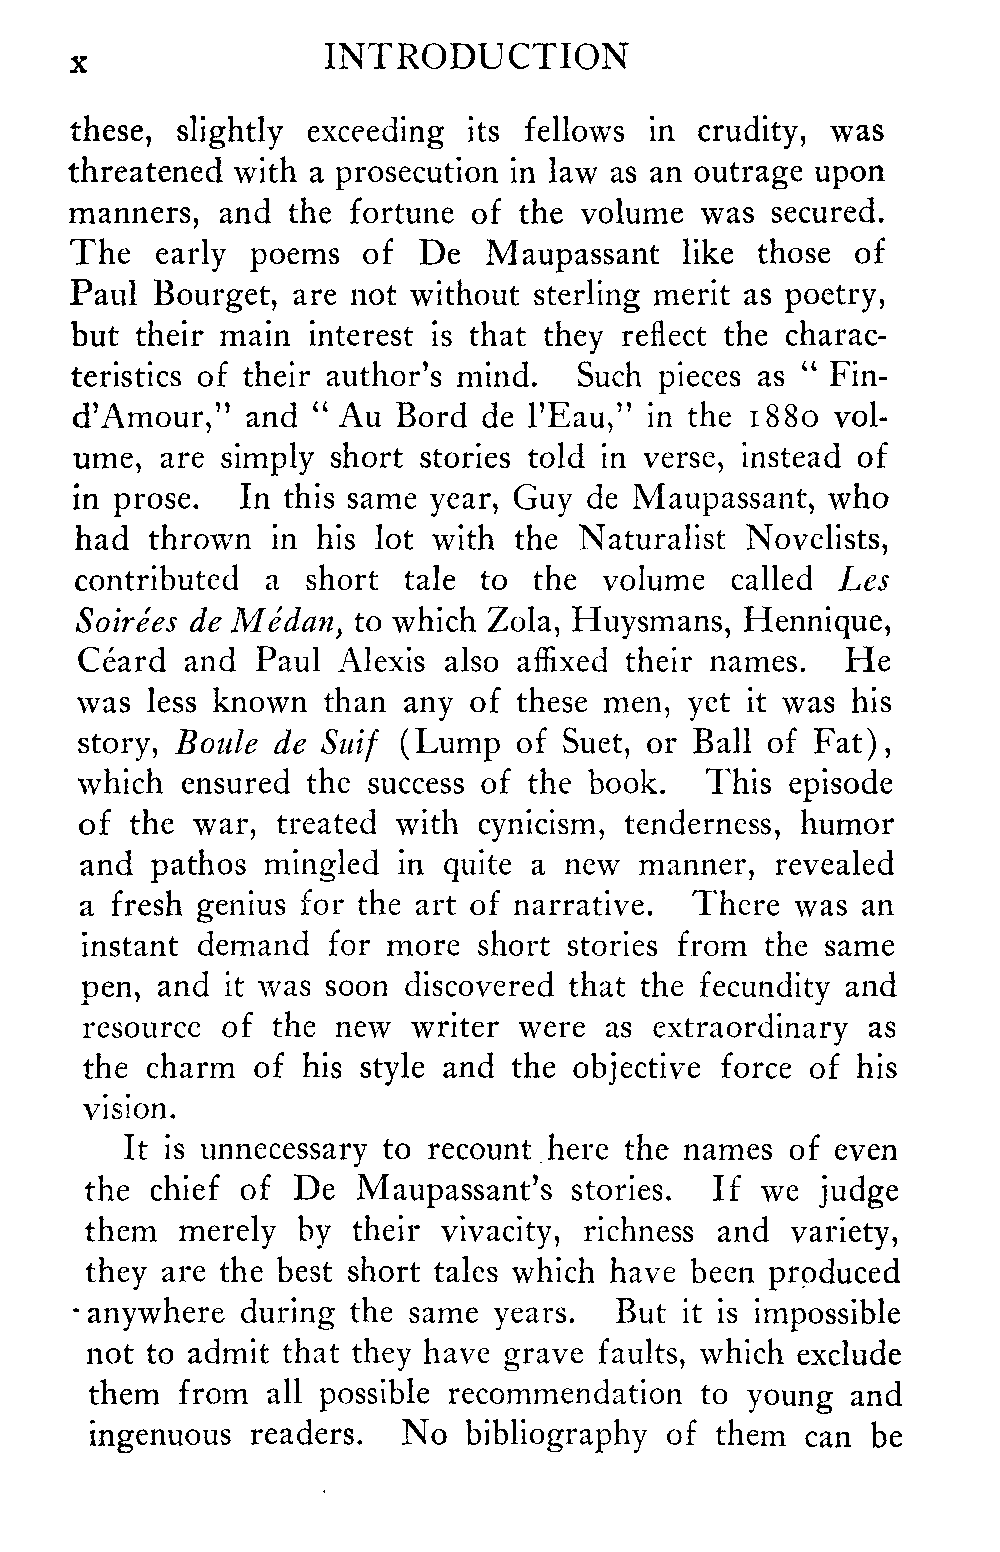 x INTRODUCTION
these, slightly exceeding its fellows in crudity, was
threatened with a prosecution in law as an outrage upon
manners, and the fortune of the volume was secured.
The early poems of De Maupassant like those of
Paul Bourget, are not without sterling merit as poetry,
but their main interest is that they reflect the charac-
teristics of their author's mind. Such pieces as “ Fin-
d'Amour,” and “ Au Bord de l'Eau,” in the 1880 vol-
ume, are simply short stories told in verse, instead of
in prose. In this same year, Guy de Maupassant, who
had thrown in his lot with the Naturalist Novelists,
contributed a short tale to the volume called Les
Soirées de Médan, to which Zola, Huysmans, Hennique,
Céard and Paul Alexis also affixed their names. He
was less known than any of these men, yet it was his
story, Boule de Suif (Lump of Suet, or Ball of Fat),
which ensured the success of the book. This episode
of the war, treated with cynicism, tenderness, humor
and pathos mingled in quite a new manner, revealed
a fresh genius for the art of narrative. There was an
instant demand for more short stories from the same
pen, and it was soon discovered that the fecundity and
resource of the new writer were as extraordinary as
the charm of his style and the objective force of his
vision.
It is unnecessary to recount here the names of even
the chief of De Maupassant's stories. If we judge
them merely by their vivacity, richness and variety,
they are the best short tales which have been produced
anywhere during the same years. But it is impossible
not to admit that they have grave faults, which exclude
them from all possible recommendation to young and
ingenuous readers. No bibliography of them can be